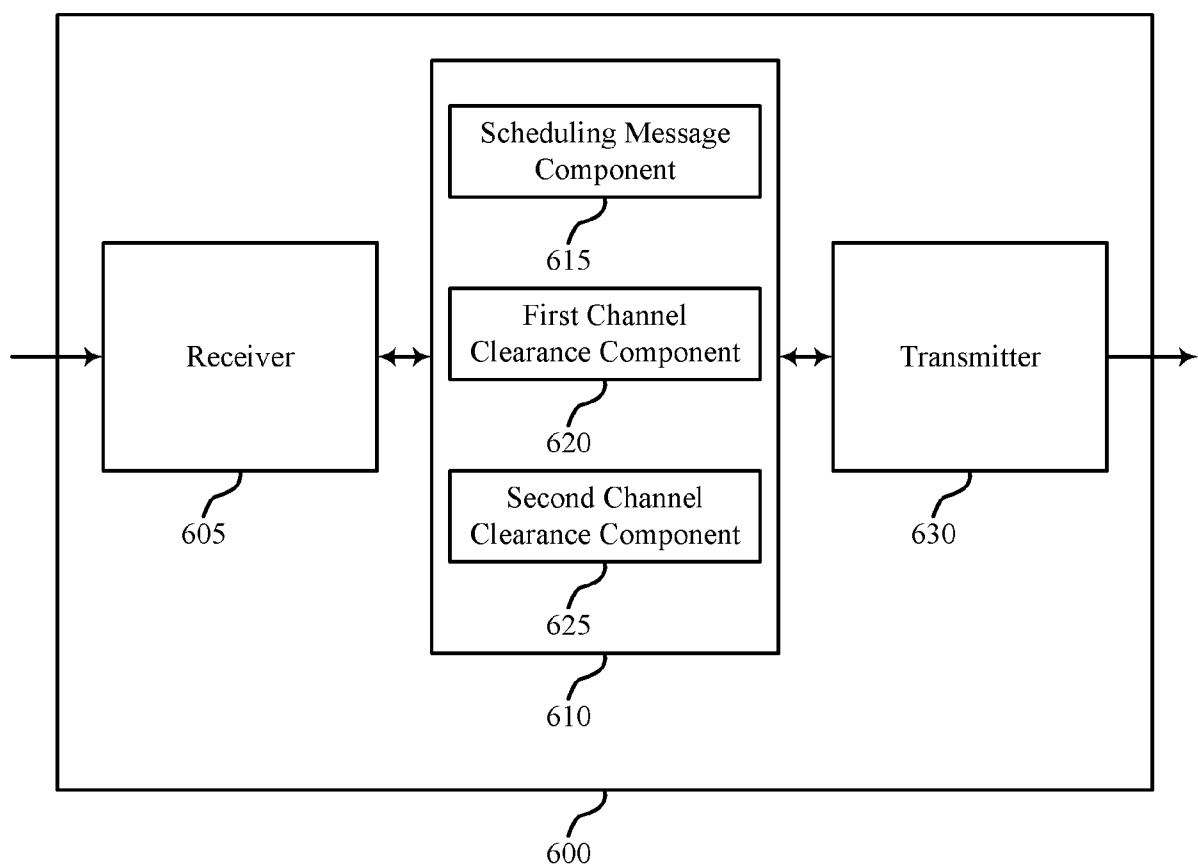 Scheduling Message
Component
615
First Channel
Clearance Component
620
Second Channel
Clearance Component
625
Receiver
605
Transmitter
630
610
600